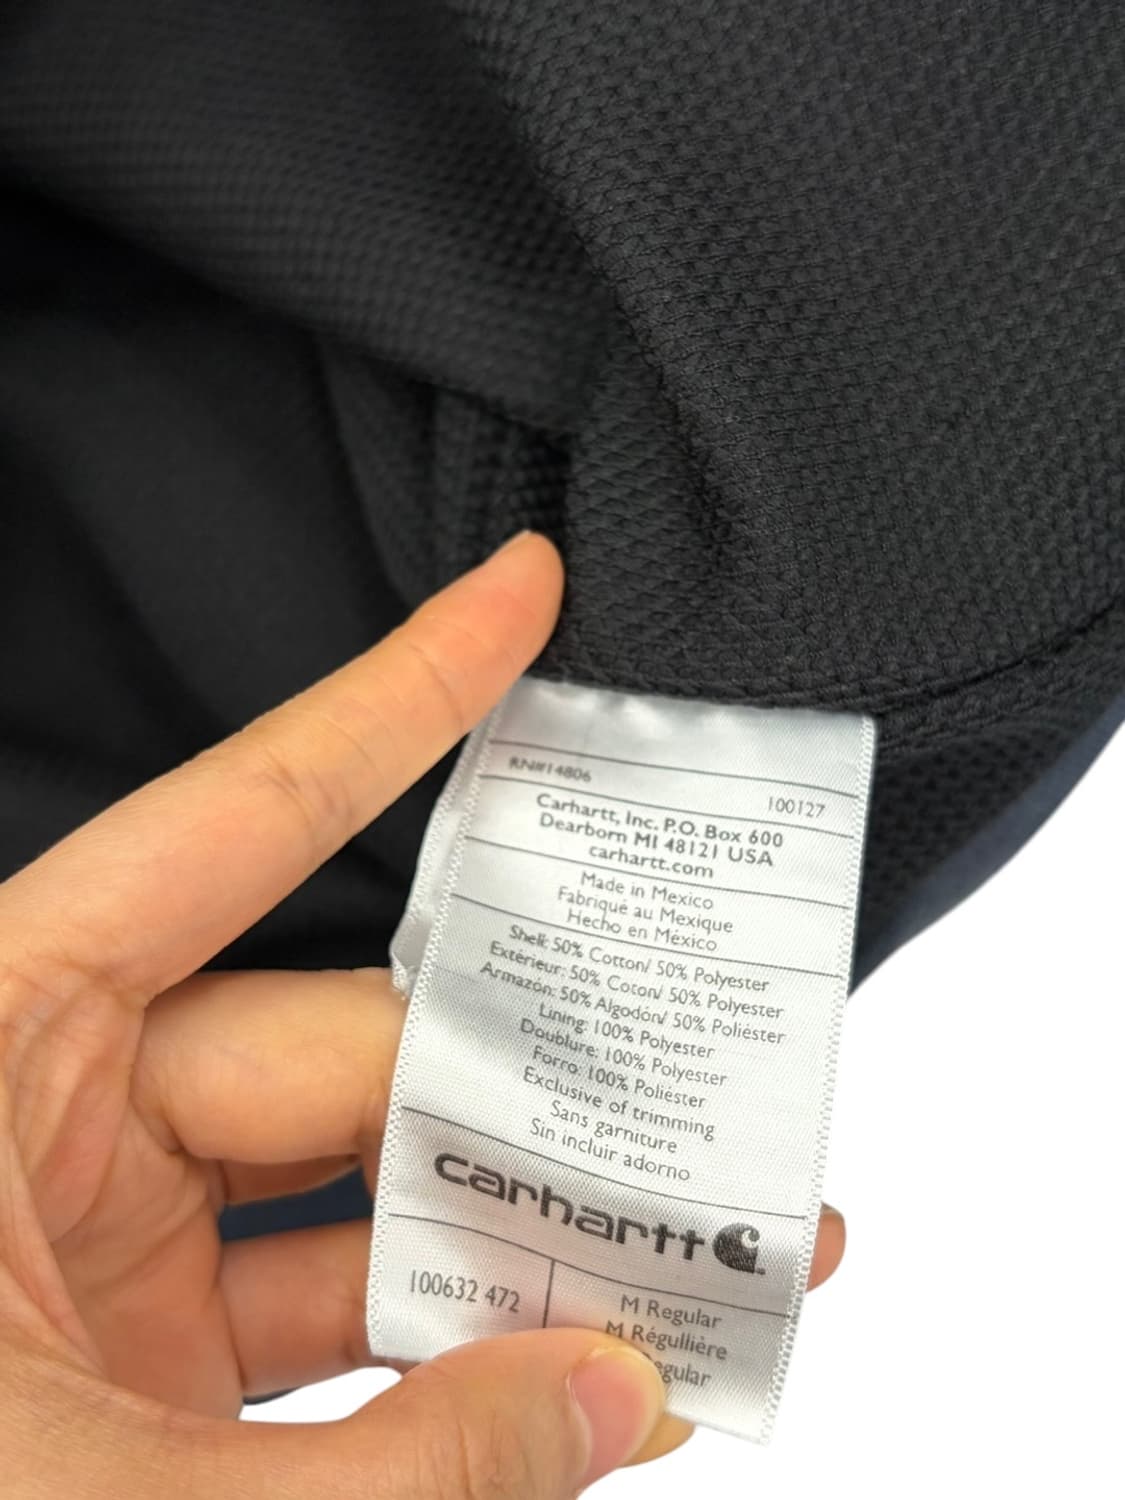 RN#14806
100127
Carhartt, Inc. P.O. Box 600
Dearborn MI 48121 USA
carhartt.com
Made in Mexico
Fabriqué au Mexique
Hecho en México
Shell: 50% Cotton/ 50% Polyester
Extérieur: 50% Coton/ 50% Polyester
Armazón: 50% Algodón/ 50% Poliéster
Lining: 100% Polyester
Doublure: 100% Polyester
Forro: 100% Poliéster
Exclusive of trimming
Sans garniture
Sin incluir adorno
carhartt
100632 472
M Regular
M Régullière